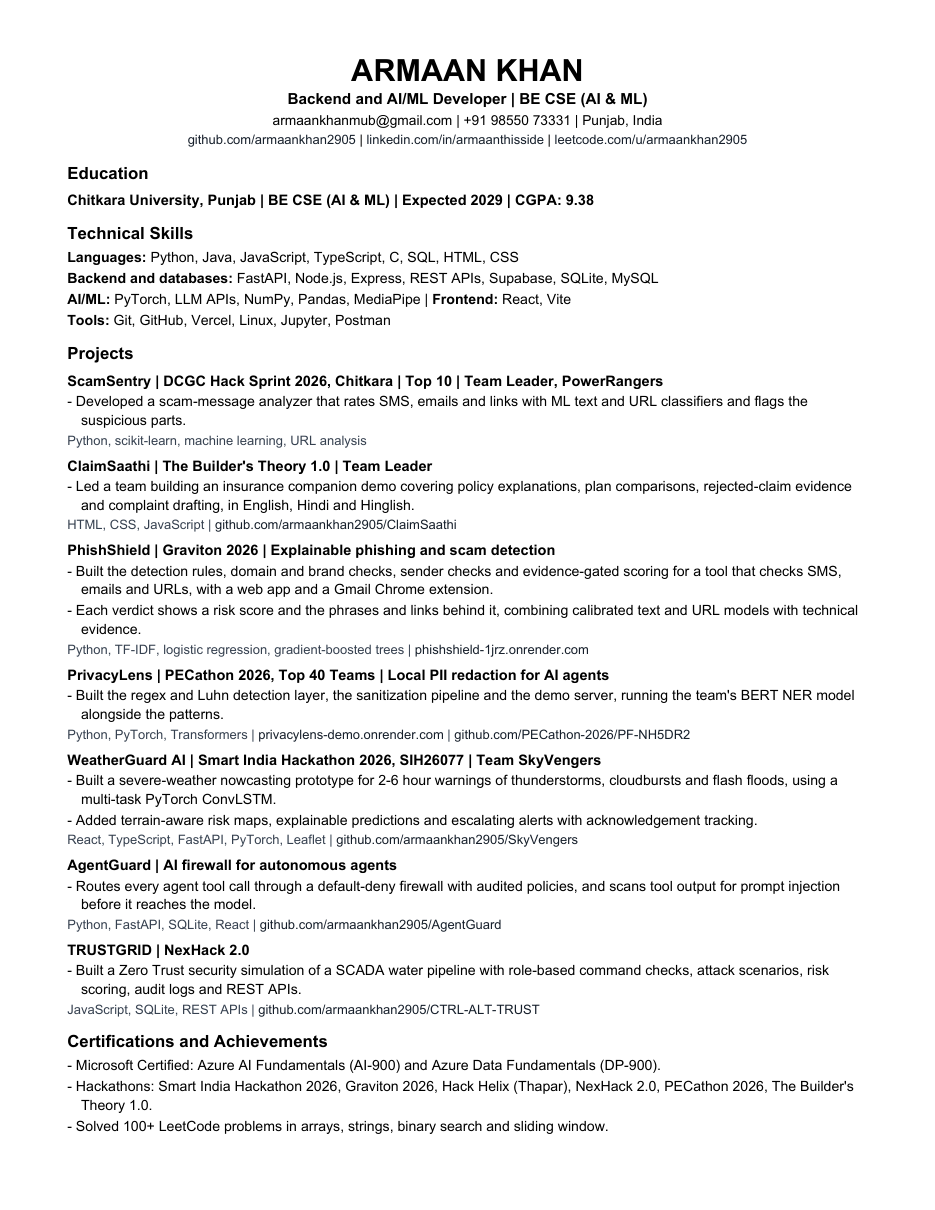 ARMAAN KHAN
Backend and AI/ML Developer | BE CSE (AI & ML)
armaankhanmub@gmail.com | +91 98550 73331 | Punjab, India
github.com/armaankhan2905 | linkedin.com/in/armaanthisside | leetcode.com/u/armaankhan2905
Education
Chitkara University, Punjab | BE CSE (AI & ML) | Expected 2029 | CGPA: 9.38
Technical Skills
Languages: Python, Java, JavaScript, TypeScript, C, SQL, HTML, CSS
Backend and databases: FastAPI, Node.js, Express, REST APIs, Supabase, SQLite, MySQL
AI/ML: PyTorch, LLM APIs, NumPy, Pandas, MediaPipe | Frontend: React, Vite
Tools: Git, GitHub, Vercel, Linux, Jupyter, Postman
Projects
ScamSentry | DCGC Hack Sprint 2026, Chitkara | Top 10 | Team Leader, PowerRangers
- Developed a scam-message analyzer that rates SMS, emails and links with ML text and URL classifiers and flags the
suspicious parts.
Python, scikit-learn, machine learning, URL analysis
ClaimSaathi | The Builder's Theory 1.0 | Team Leader
- Led a team building an insurance companion demo covering policy explanations, plan comparisons, rejected-claim evidence
and complaint drafting, in English, Hindi and Hinglish.
HTML, CSS, JavaScript | github.com/armaankhan2905/ClaimSaathi
PhishShield | Graviton 2026 | Explainable phishing and scam detection
- Built the detection rules, domain and brand checks, sender checks and evidence-gated scoring for a tool that checks SMS,
emails and URLs, with a web app and a Gmail Chrome extension.
- Each verdict shows a risk score and the phrases and links behind it, combining calibrated text and URL models with technical
evidence.
Python, TF-IDF, logistic regression, gradient-boosted trees | phishshield-1jrz.onrender.com
PrivacyLens | PECathon 2026, Top 40 Teams | Local PII redaction for AI agents
- Built the regex and Luhn detection layer, the sanitization pipeline and the demo server, running the team's BERT NER model
alongside the patterns.
Python, PyTorch, Transformers | privacylens-demo.onrender.com | github.com/PECathon-2026/PF-NH5DR2
WeatherGuard AI | Smart India Hackathon 2026, SIH26077 | Team SkyVengers
- Built a severe-weather nowcasting prototype for 2-6 hour warnings of thunderstorms, cloudbursts and flash floods, using a
multi-task PyTorch ConvLSTM.
- Added terrain-aware risk maps, explainable predictions and escalating alerts with acknowledgement tracking.
React, TypeScript, FastAPI, PyTorch, Leaflet | github.com/armaankhan2905/SkyVengers
AgentGuard | AI firewall for autonomous agents
- Routes every agent tool call through a default-deny firewall with audited policies, and scans tool output for prompt injection
before it reaches the model.
Python, FastAPI, SQLite, React | github.com/armaankhan2905/AgentGuard
TRUSTGRID | NexHack 2.0
- Built a Zero Trust security simulation of a SCADA water pipeline with role-based command checks, attack scenarios, risk
scoring, audit logs and REST APIs.
JavaScript, SQLite, REST APIs | github.com/armaankhan2905/CTRL-ALT-TRUST
Certifications and Achievements
- Microsoft Certified: Azure AI Fundamentals (AI-900) and Azure Data Fundamentals (DP-900).
- Hackathons: Smart India Hackathon 2026, Graviton 2026, Hack Helix (Thapar), NexHack 2.0, PECathon 2026, The Builder's
Theory 1.0.
- Solved 100+ LeetCode problems in arrays, strings, binary search and sliding window.